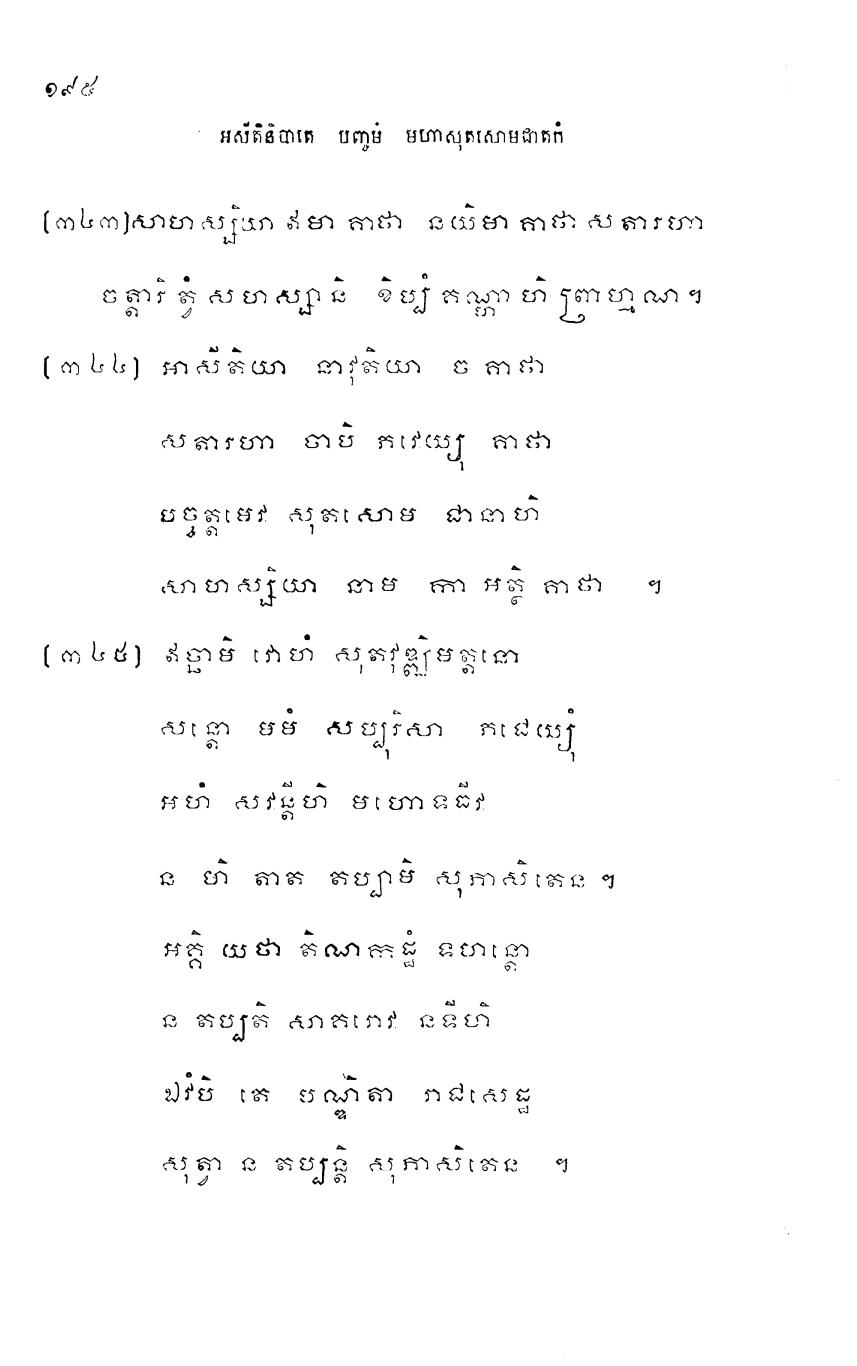 ១៩៥
អសីតិនិបាតេ បញ្ចមំ មហាសុតសោមជាតកំ
(៣៤៣)សាហស្សិយា ឥមា គាថា នយិមា គាថា សតារហា
ចត្តារិ ត្វំ សហស្សានិ ខិប្បំ គណ្ហាហិ ព្រាហ្មណ។
(៣៤៤) អាសីតិយា នាវុតិយា ច គាថា
សតារហា ចាបិ ភវេយ្យុ គាថា
បច្ចត្តមេវ សុតសោម ជានាហិ
សាហស្សិយា នាម កា អត្ថិ គាថា ។
(៣៤៥) ឥច្ឆាមិ វោហំ សុតវុឌ្ឍិមត្តនោ
សន្តោ មមំ សប្បុរិសា ភជេយ្យុំ
អហំ សវន្តីហិ មហោទធីវ
ន ហិ តាត តប្បាមិ សុភាសិតេន ។
អគ្គិ យថា តិណកដ្ឋំ ទហន្តោ
ន តប្បតិ សាគរោវ នទីហិ
ឯវំបិ តេ បណ្ឌិតា រាជសេដ្ឋ
សុត្វា ន តប្បន្តិ សុភាសិតេន ។